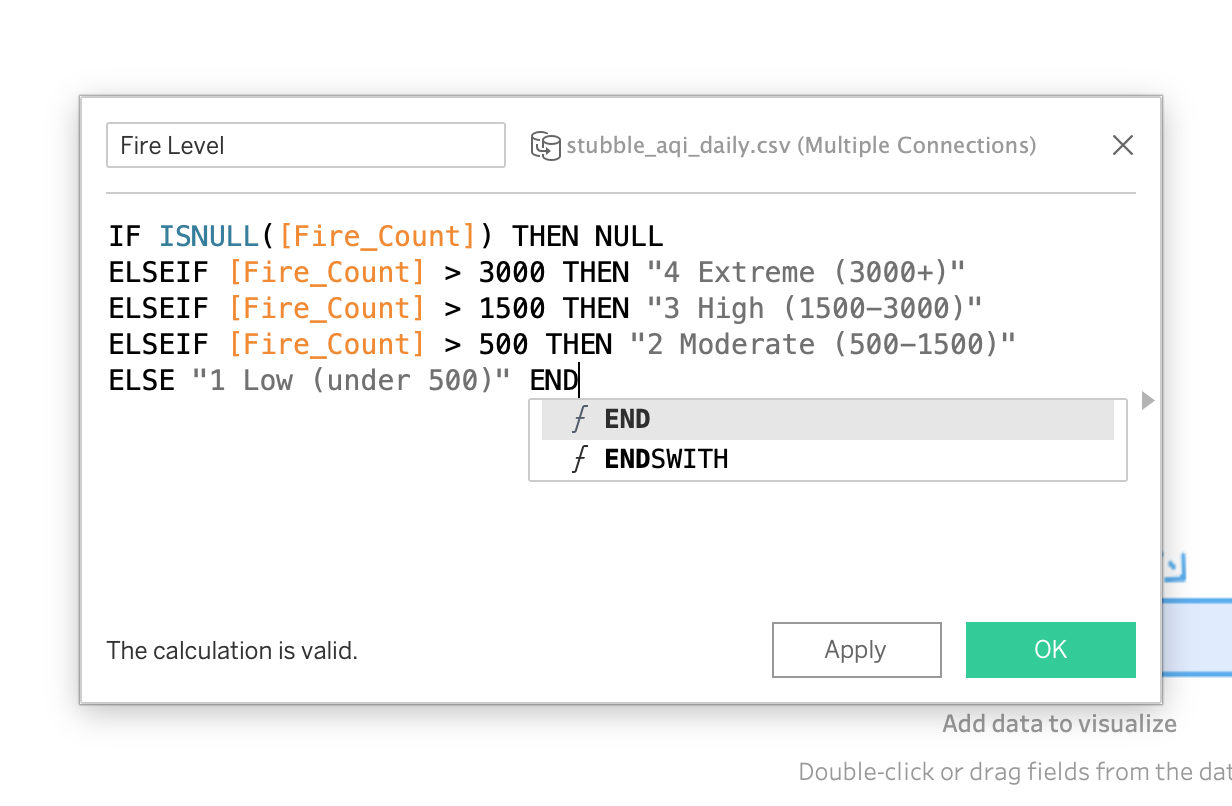 Fire Level
stubble_aqi_daily.csv (Multiple Connections)
IF ISNULL([Fire_Count]) THEN NULL
ELSEIF [Fire_Count] > 3000 THEN "4 Extreme (3000+)"
ELSEIF [Fire_Count] > 1500 THEN "3 High (1500–3000)"
ELSEIF [Fire_Count] > 500 THEN "2 Moderate (500–1500)"
ELSE "1 Low (under 500)" END
ƒ END
ƒ ENDSWITH
The calculation is valid.
Apply
OK
Add data to visualize
Double-click or drag fields from the dat